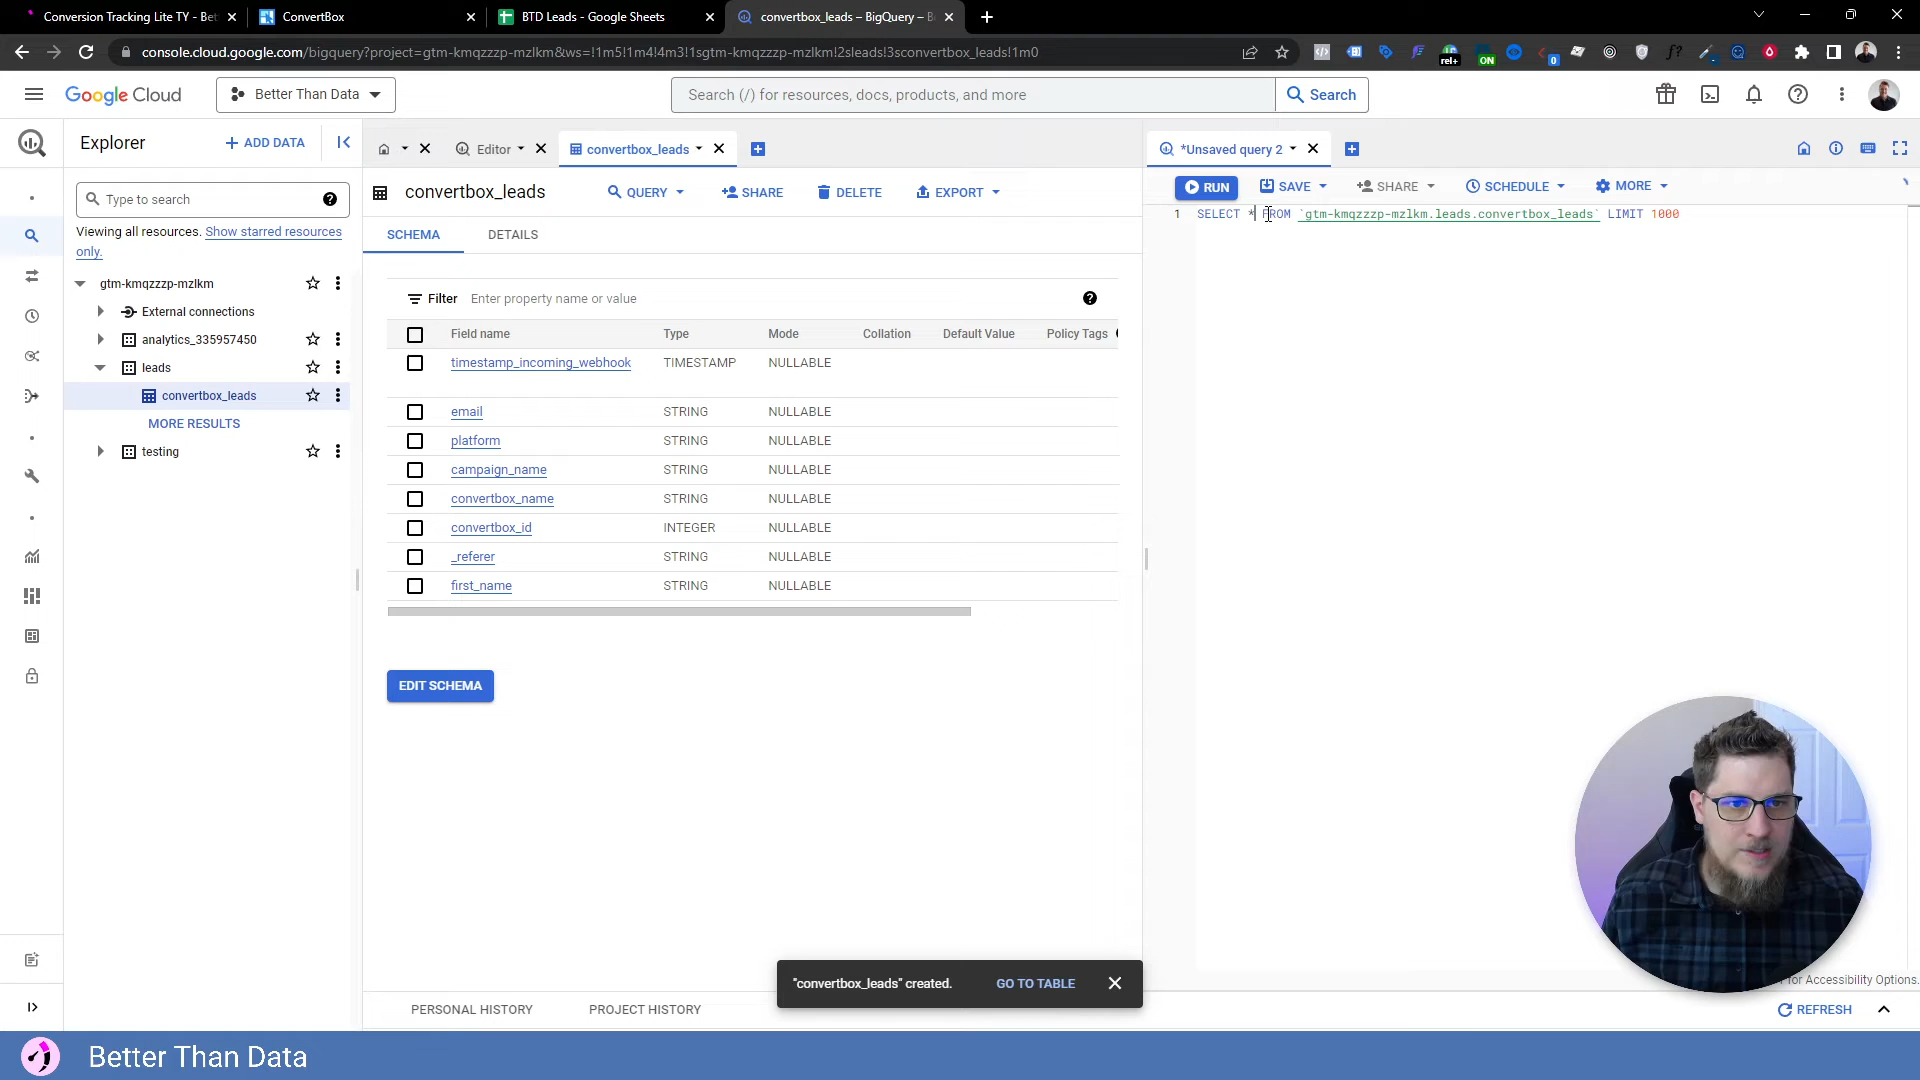 Conversion Tracking Lite TY - Bet
ConvertBox
BTD Leads - Google Sheets
convertbox_leads – BigQuery – B
console.cloud.google.com/bigquery?project=gtm-kmqzzzp-mzlkm&ws=!1m5!1m4!4m3!1sgtm-kmqzzzp-mzlkm!2sleads!3sconvertbox_leads!1m0
rel+
ON
0
f?
Google Cloud
Better Than Data
Search (/) for resources, docs, products, and more
Search
Explorer
+ ADD DATA
Type to search
Viewing all resources. Show starred resources
only.
gtm-kmqzzzp-mzlkm
External connections
analytics_335957450
leads
convertbox_leads
MORE RESULTS
testing
Editor
convertbox_leads
convertbox_leads
QUERY
SHARE
DELETE
EXPORT
SCHEMA
DETAILS
Filter
Enter property name or value
Field name Type Mode Collation Default Value Policy Tags
timestamp_incoming_webhook TIMESTAMP NULLABLE
email STRING NULLABLE
platform STRING NULLABLE
campaign_name STRING NULLABLE
convertbox_name STRING NULLABLE
convertbox_id INTEGER NULLABLE
_referer STRING NULLABLE
first_name STRING NULLABLE
EDIT SCHEMA
*Unsaved query 2
RUN
SAVE
SHARE
SCHEDULE
MORE
1 SELECT * FROM `gtm-kmqzzzp-mzlkm.leads.convertbox_leads` LIMIT 1000
"convertbox_leads" created.
GO TO TABLE
for Accessibility Options.
PERSONAL HISTORY
PROJECT HISTORY
REFRESH
Better Than Data